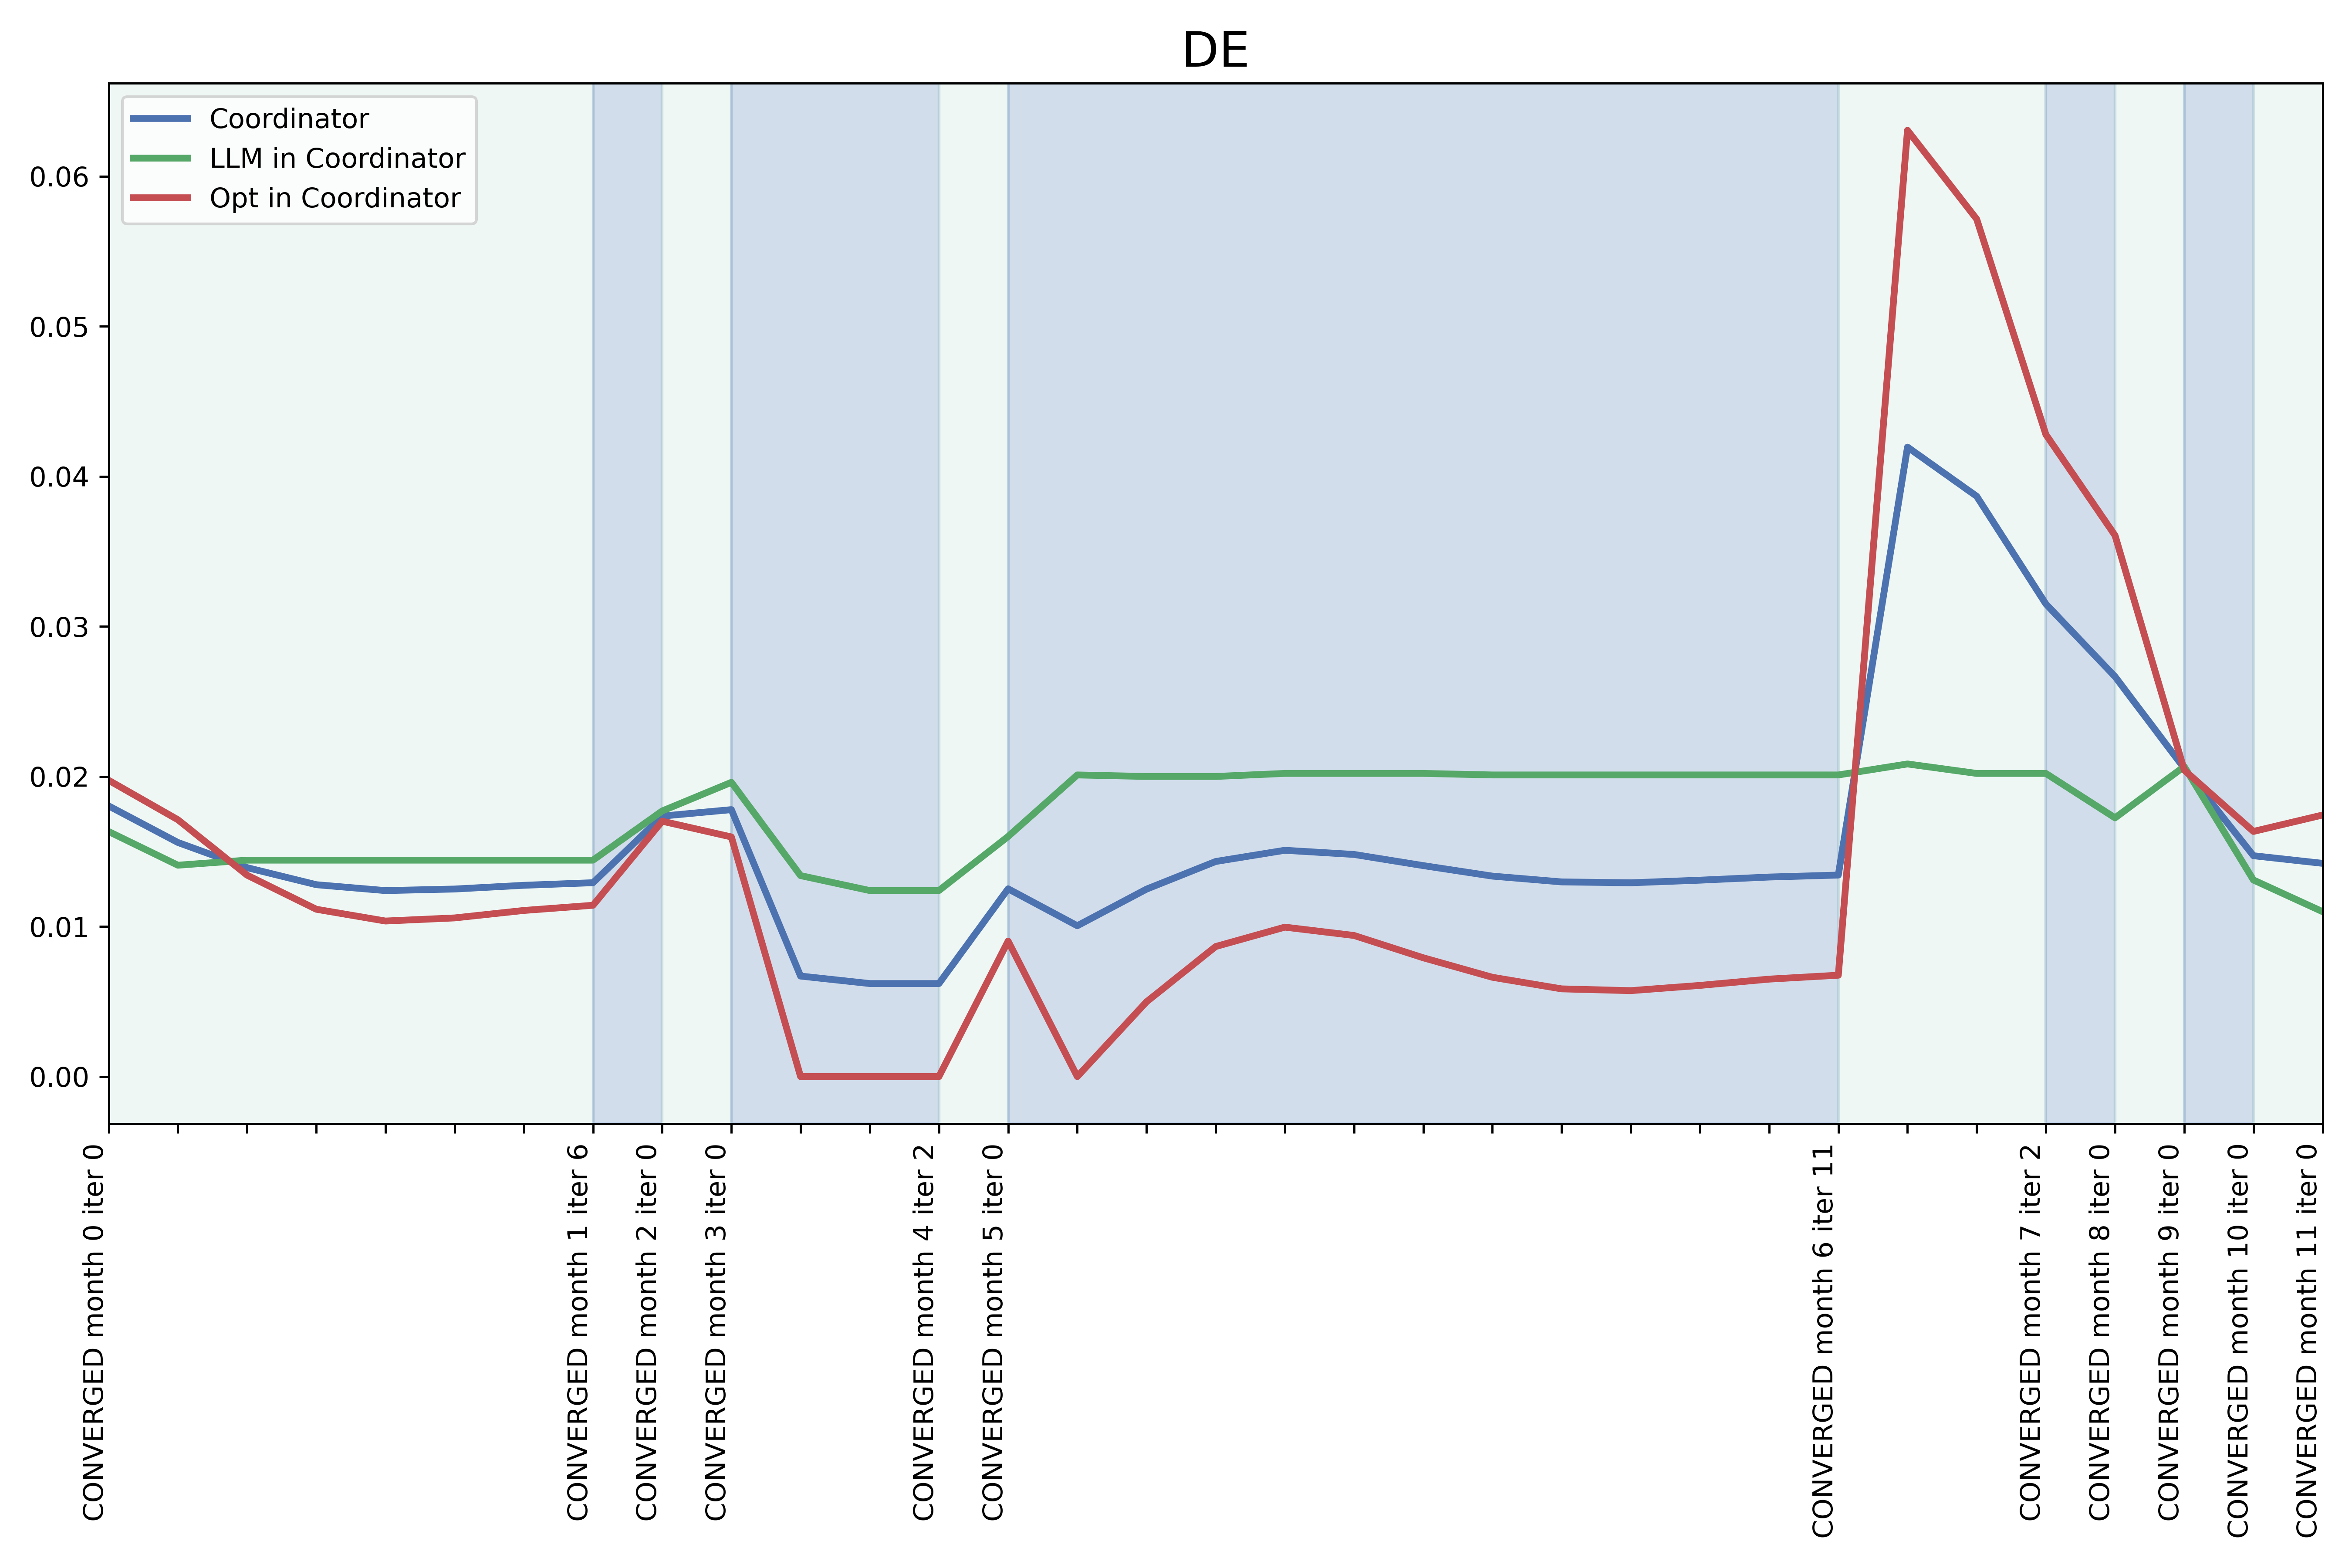 DE
Coordinator
LLM in Coordinator
Opt in Coordinator
0.06
0.05
0.04
0.03
0.02
0.01
0.00
CONVERGED month 0 iter 0
CONVERGED month 1 iter 6
CONVERGED month 2 iter 0
CONVERGED month 3 iter 0
CONVERGED month 4 iter 2
CONVERGED month 5 iter 0
CONVERGED month 6 iter 11
CONVERGED month 7 iter 2
CONVERGED month 8 iter 0
CONVERGED month 9 iter 0
CONVERGED month 10 iter 0
CONVERGED month 11 iter 0